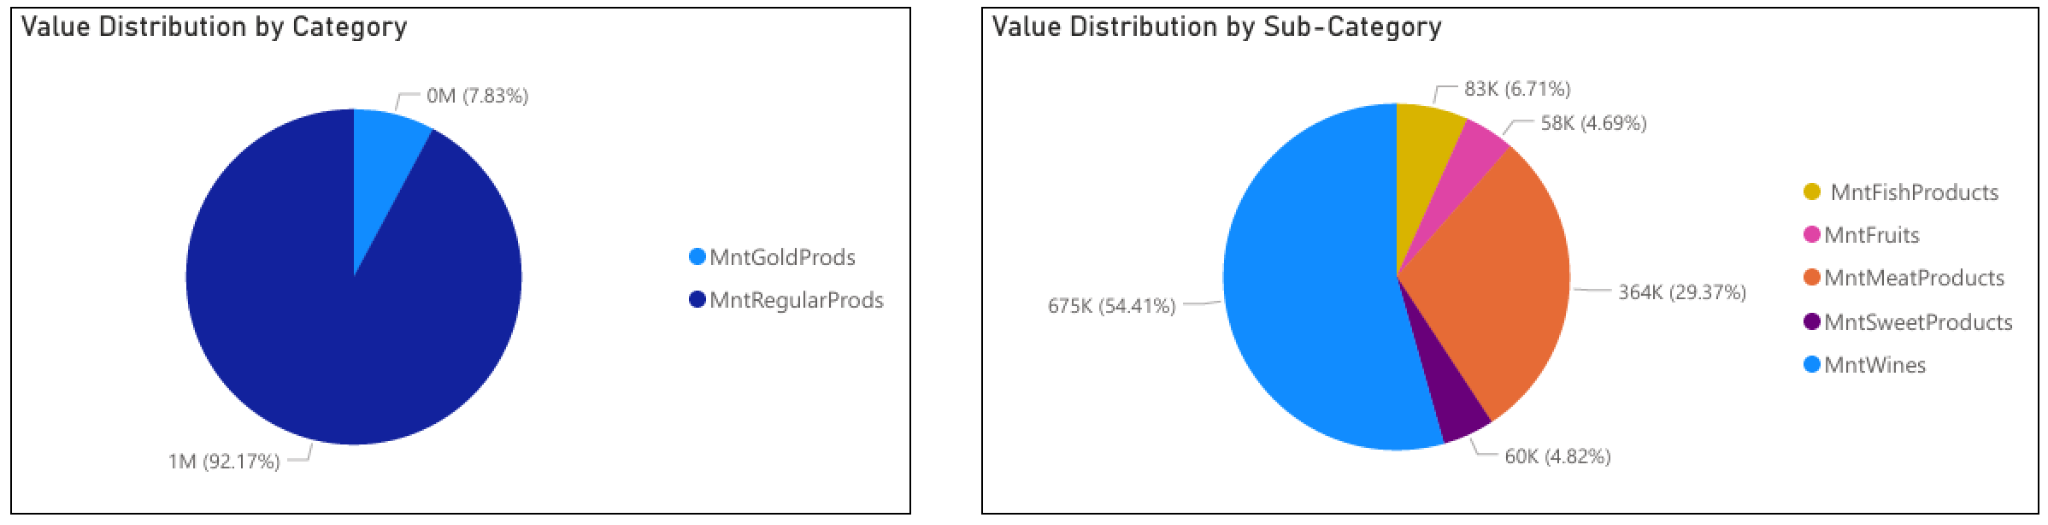 Value Distribution by Category
0M (7.83%)
MntGoldProds
MntRegularProds
1M (92.17%)
Value Distribution by Sub-Category
83K (6.71%)
58K (4.69%)
364K (29.37%)
60K (4.82%)
675K (54.41%)
MntFishProducts
MntFruits
MntMeatProducts
MntSweetProducts
MntWines